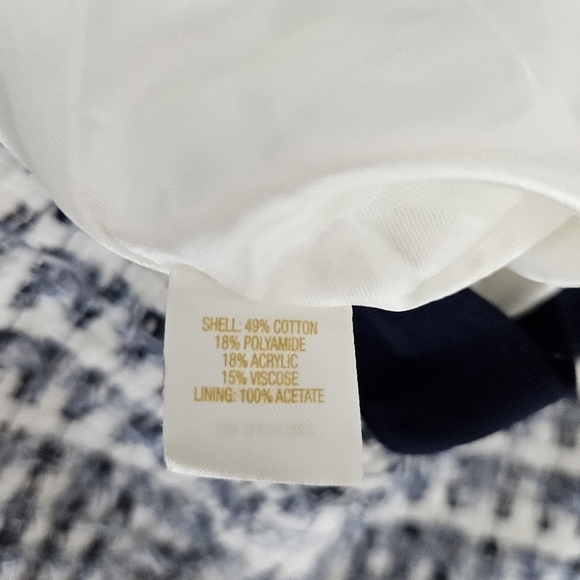 SHELL: 49% COTTON
18% POLYAMIDE
18% ACRYLIC
15% VISCOSE
LINING: 100% ACETATE